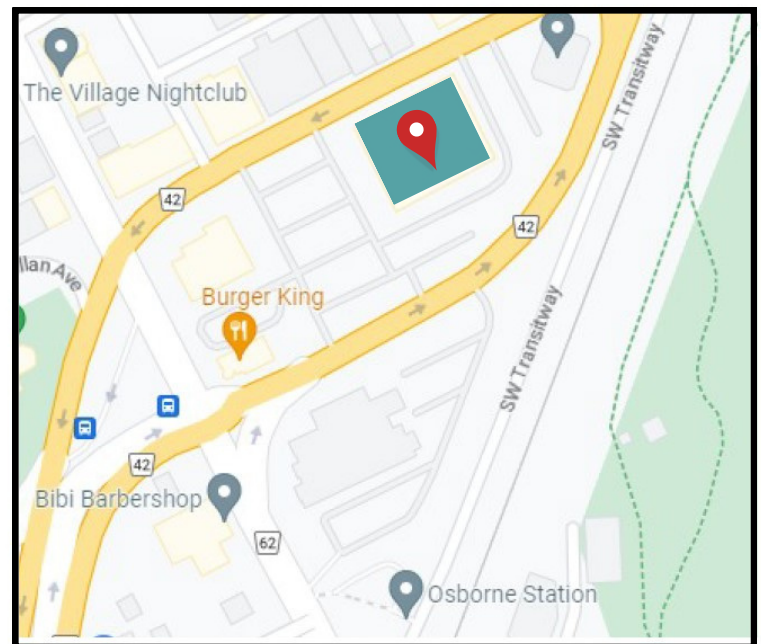 The Village Nightclub
SW Transitway
42
42
llan Ave
Burger King
SW Transitway
42
Bibi Barbershop
62
Osborne Station